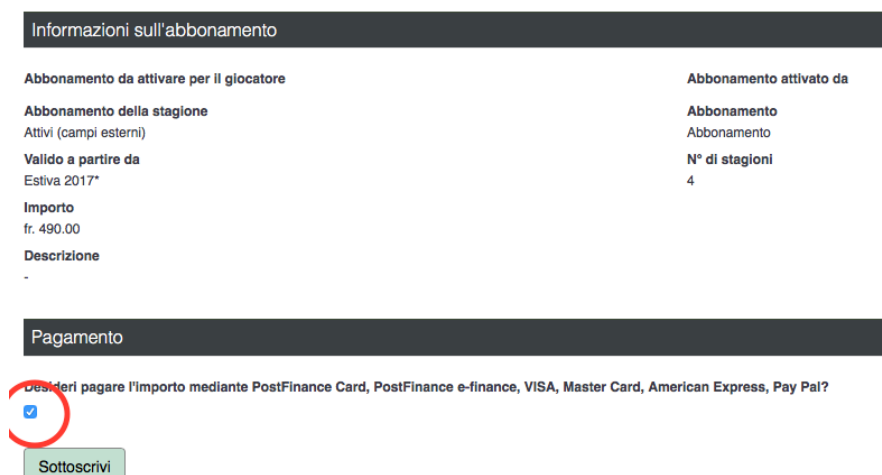 Informazioni sull'abbonamento
Abbonamento da attivare per il giocatore
Abbonamento attivato da
Abbonamento della stagione
Attivi (campi esterni)
Abbonamento
Abbonamento
Valido a partire da
Estiva 2017*
N° di stagioni
4
Importo
fr. 490.00
Descrizione
-
Pagamento
Desideri pagare l'importo mediante PostFinance Card, PostFinance e-finance, VISA, Master Card, American Express, Pay Pal?
Sottoscrivi